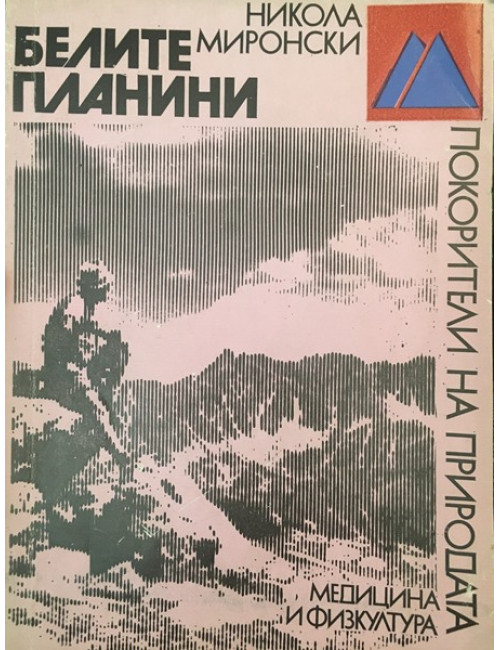 НИКОЛА
МИРОНСКИ
БЕЛИТЕ
ПЛАНИНИ
ПОКОРИТЕЛИ НА ПРИРОДАТА
МЕДИЦИНА
И ФИЗКУЛТУРА